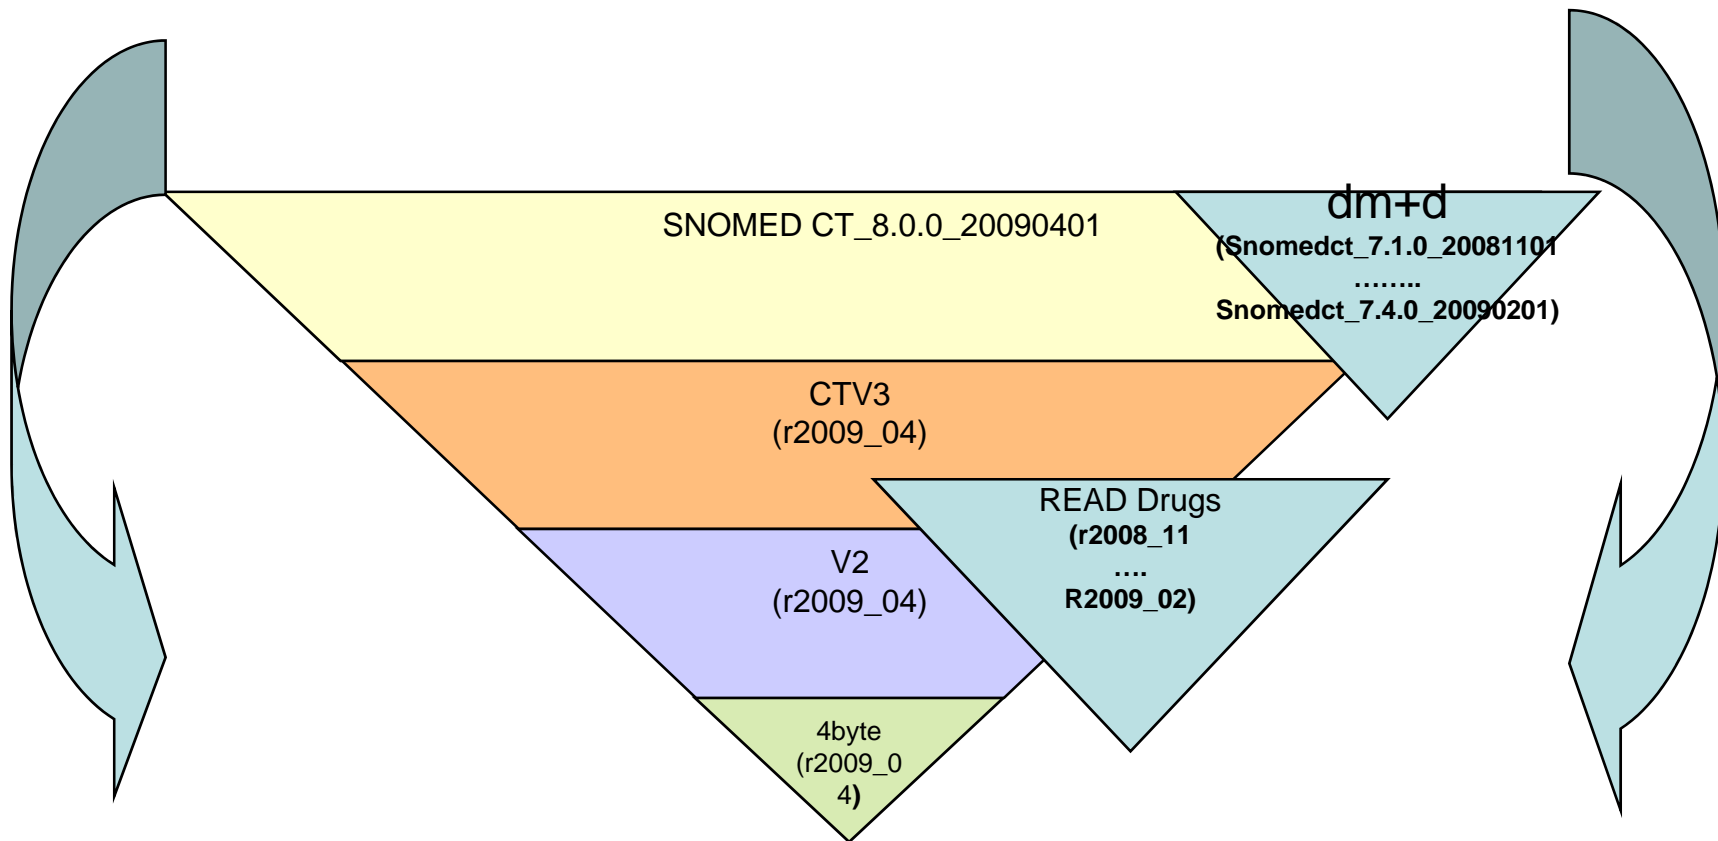 SNOMED CT_8.0.0_20090401
dm+d
(Snomedct_7.1.0_20081101
……..
Snomedct_7.4.0_20090201)
CTV3
(r2009_04)
READ Drugs
(r2008_11
….
R2009_02)
V2
(r2009_04)
4byte
(r2009_0
4)